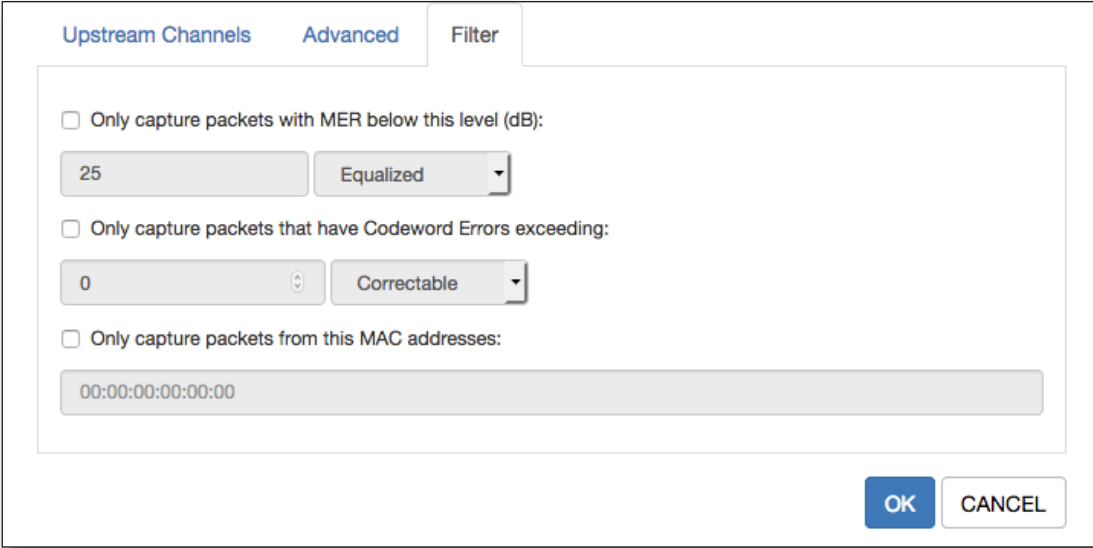 Upstream Channels Advanced Filter
Only capture packets with MER below this level (dB):
25 Equalized
Only capture packets that have Codeword Errors exceeding:
0 Correctable
Only capture packets from this MAC addresses:
00:00:00:00:00:00
OK CANCEL